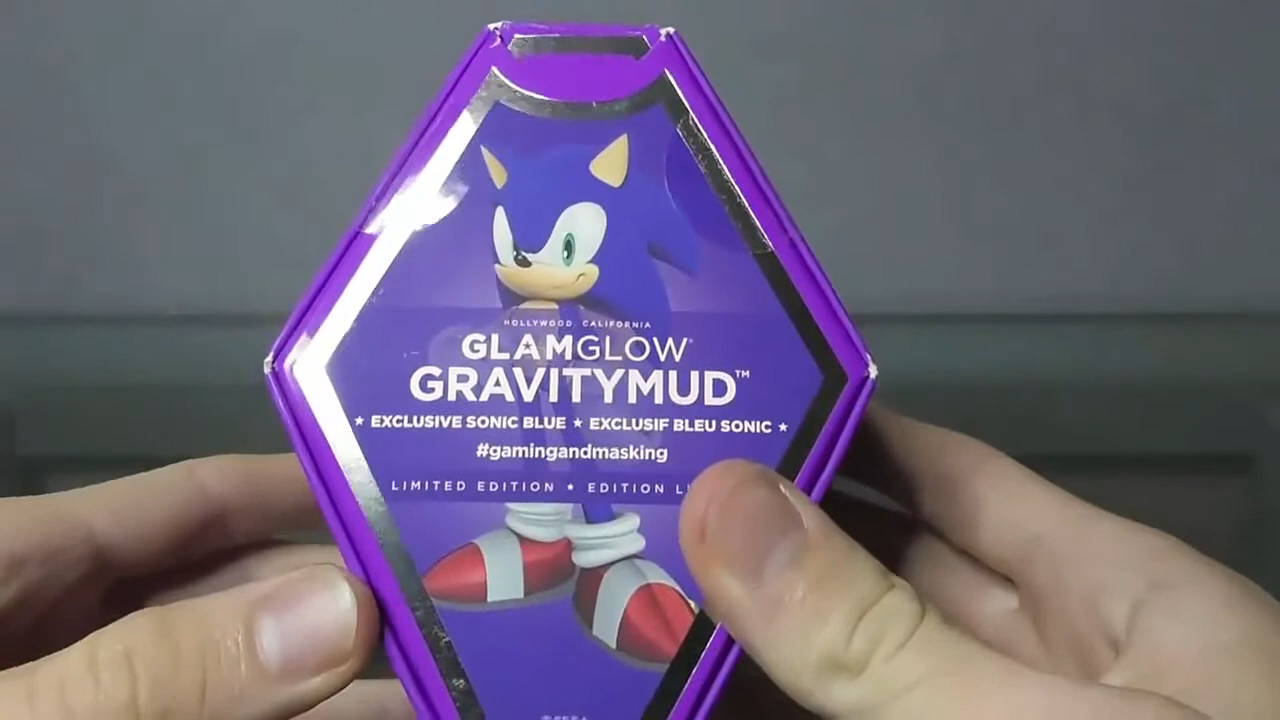 HOLLYWOOD, CALIFORNIA
GLAMGLOW®
GRAVITYMUD™
★ EXCLUSIVE SONIC BLUE ★ EXCLUSIF BLEU SONIC ★
#gamingandmasking
LIMITED EDITION ★ EDITION